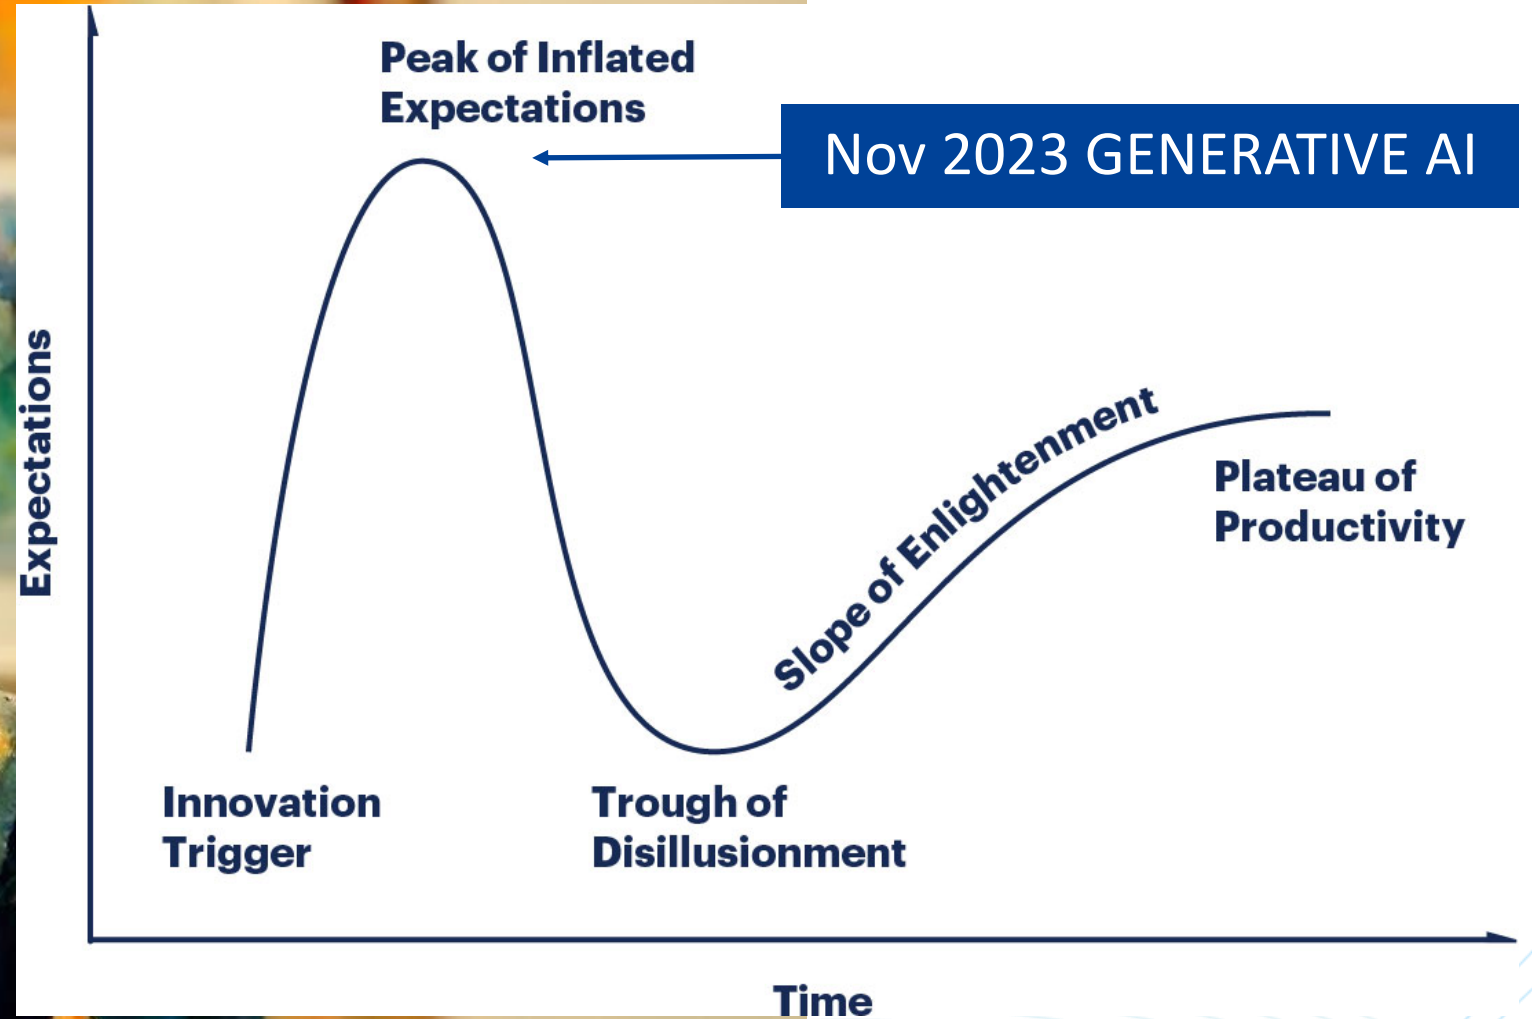 Peak of Inflated
Expectations
Nov 2023 GENERATIVE AI
Expectations
Slope of Enlightenment
Plateau of
Productivity
Innovation
Trigger
Trough of
Disillusionment
Time